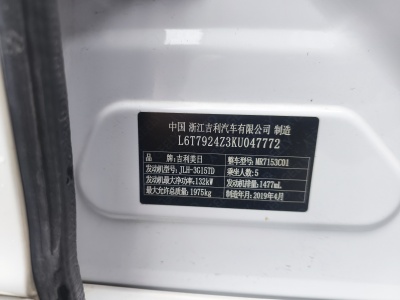 中国 浙江吉利汽车有限公司 制造
L6T7924Z3KU047772
品牌:吉利美日 整车型号:MR7153C01
发动机型号:JLH-3G15TD 乘坐人数:5
发动机最大净功率:132kW 发动机排量:1477mL
最大允许总质量:1975kg 制造年月:2019年4月